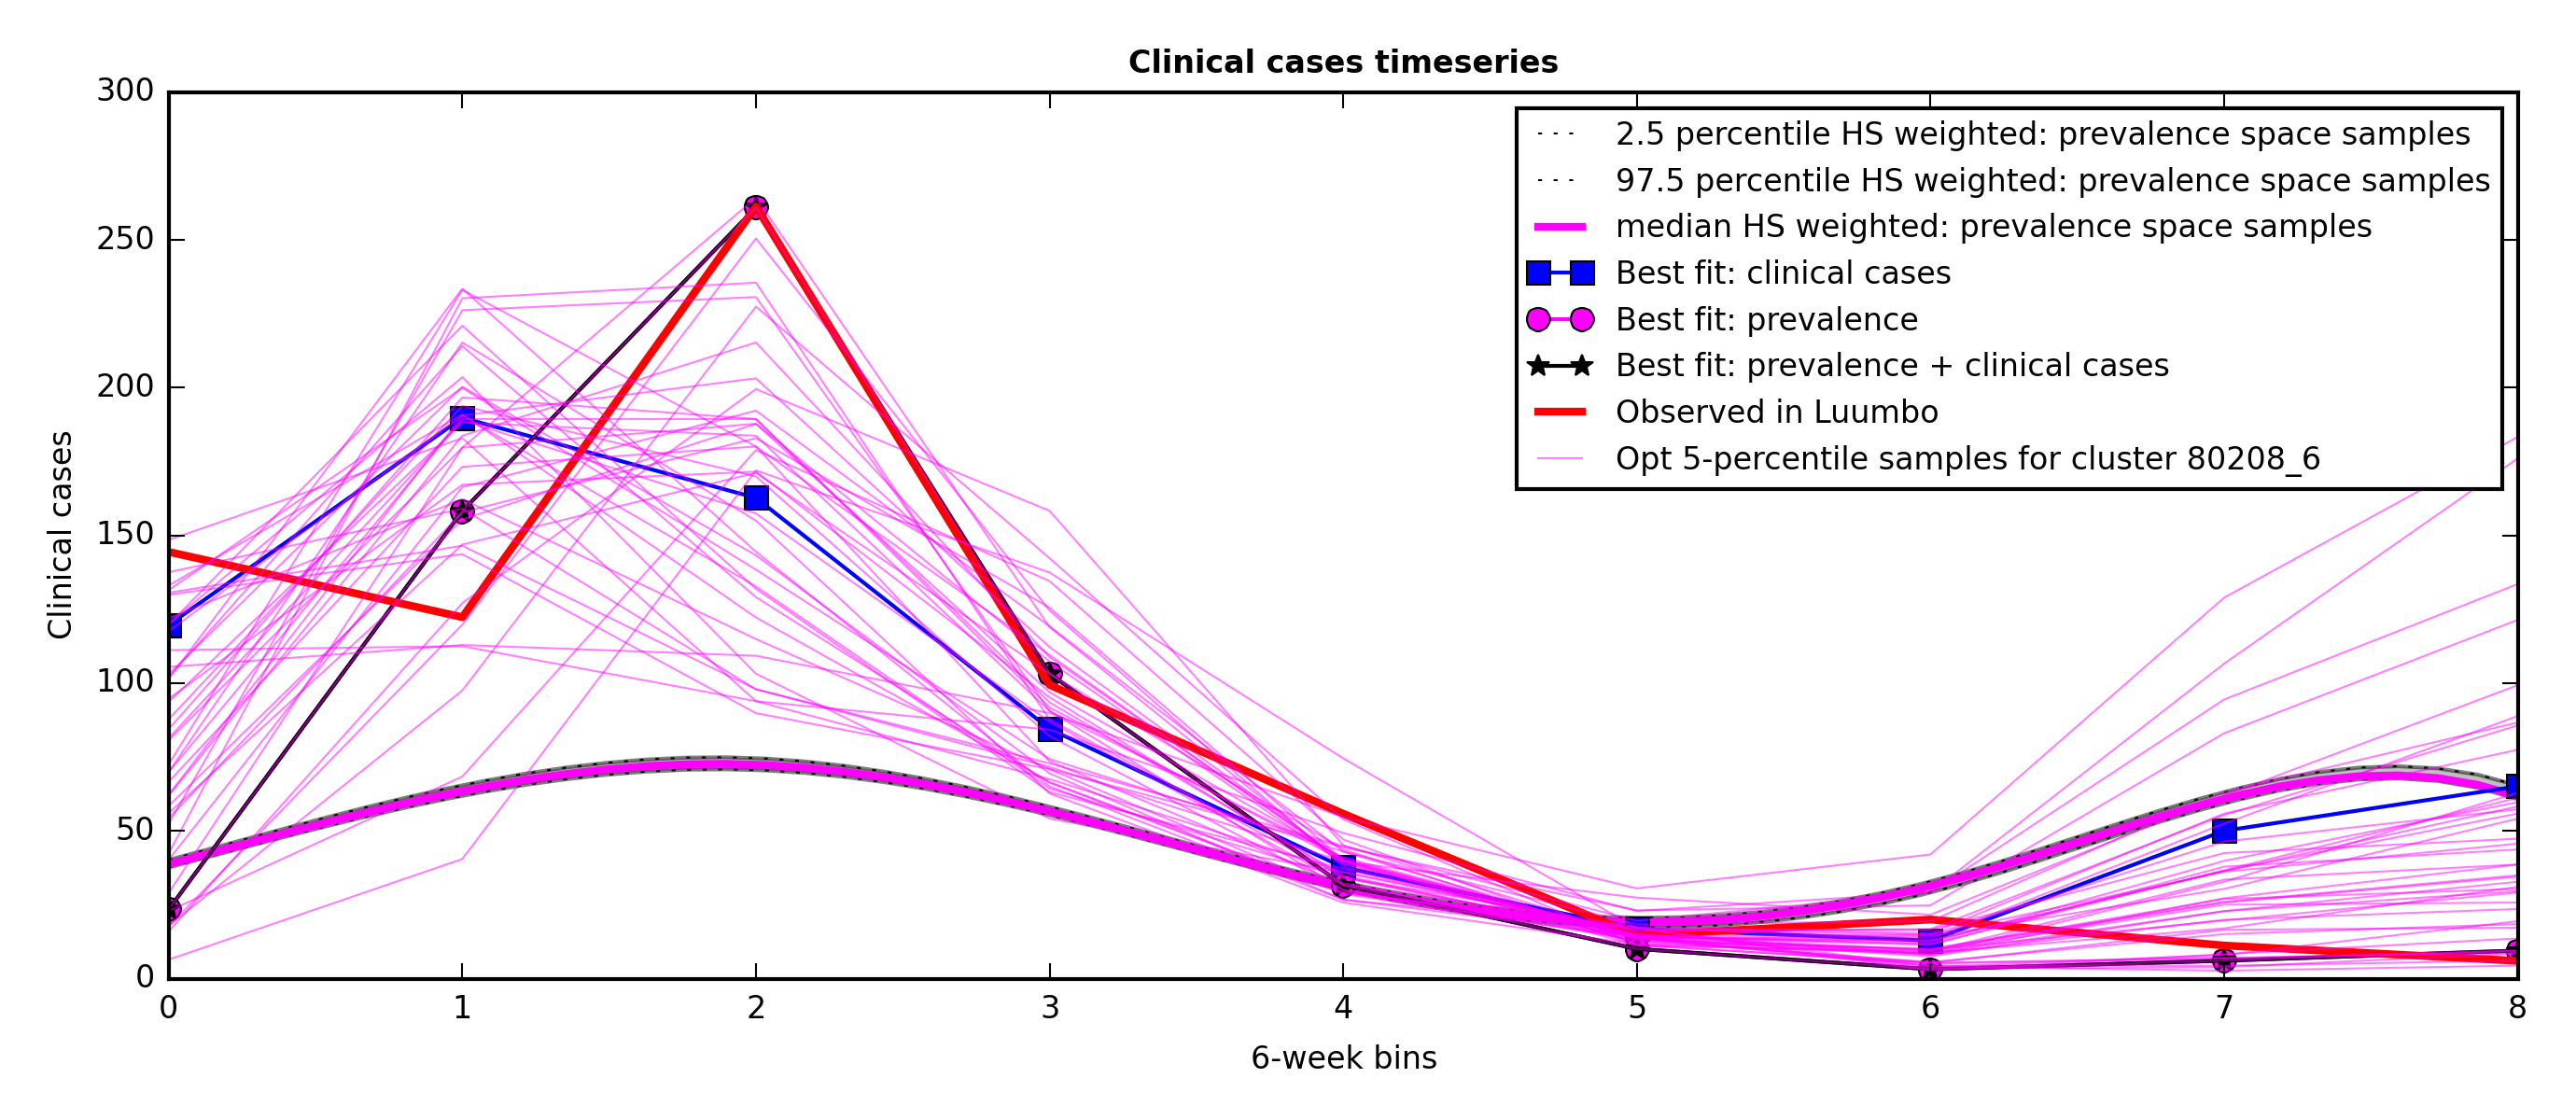 Clinical cases timeseries
300
250
200
150
100
50
0
Clinical cases
2.5 percentile HS weighted: prevalence space samples
97.5 percentile HS weighted: prevalence space samples
median HS weighted: prevalence space samples
Best fit: clinical cases
Best fit: prevalence
Best fit: prevalence + clinical cases
Observed in Luumbo
Opt 5-percentile samples for cluster 80208_6
0 1 2 3 4 5 6 7 8
6-week bins